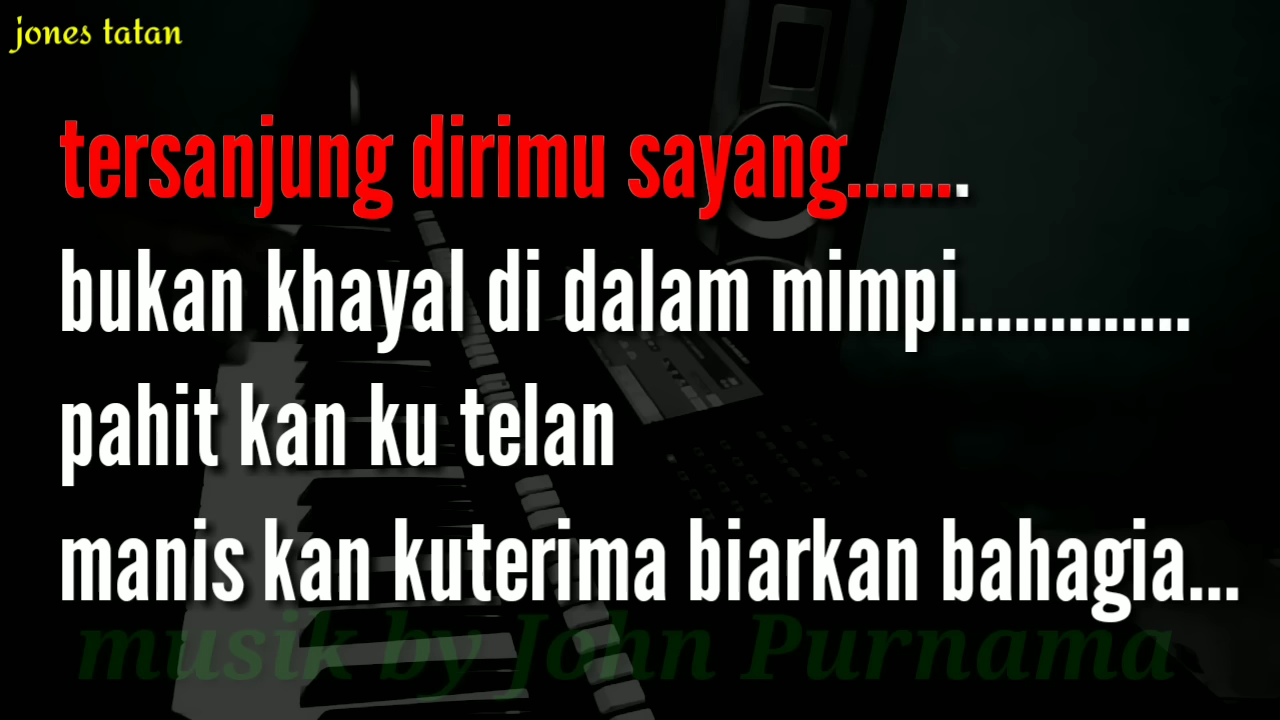 jones tatan
tersanjung dirimu sayang.......
bukan khayal di dalam mimpi.............
pahit kan ku telan
manis kan kuterima biarkan bahagia...
musik by John Purnama